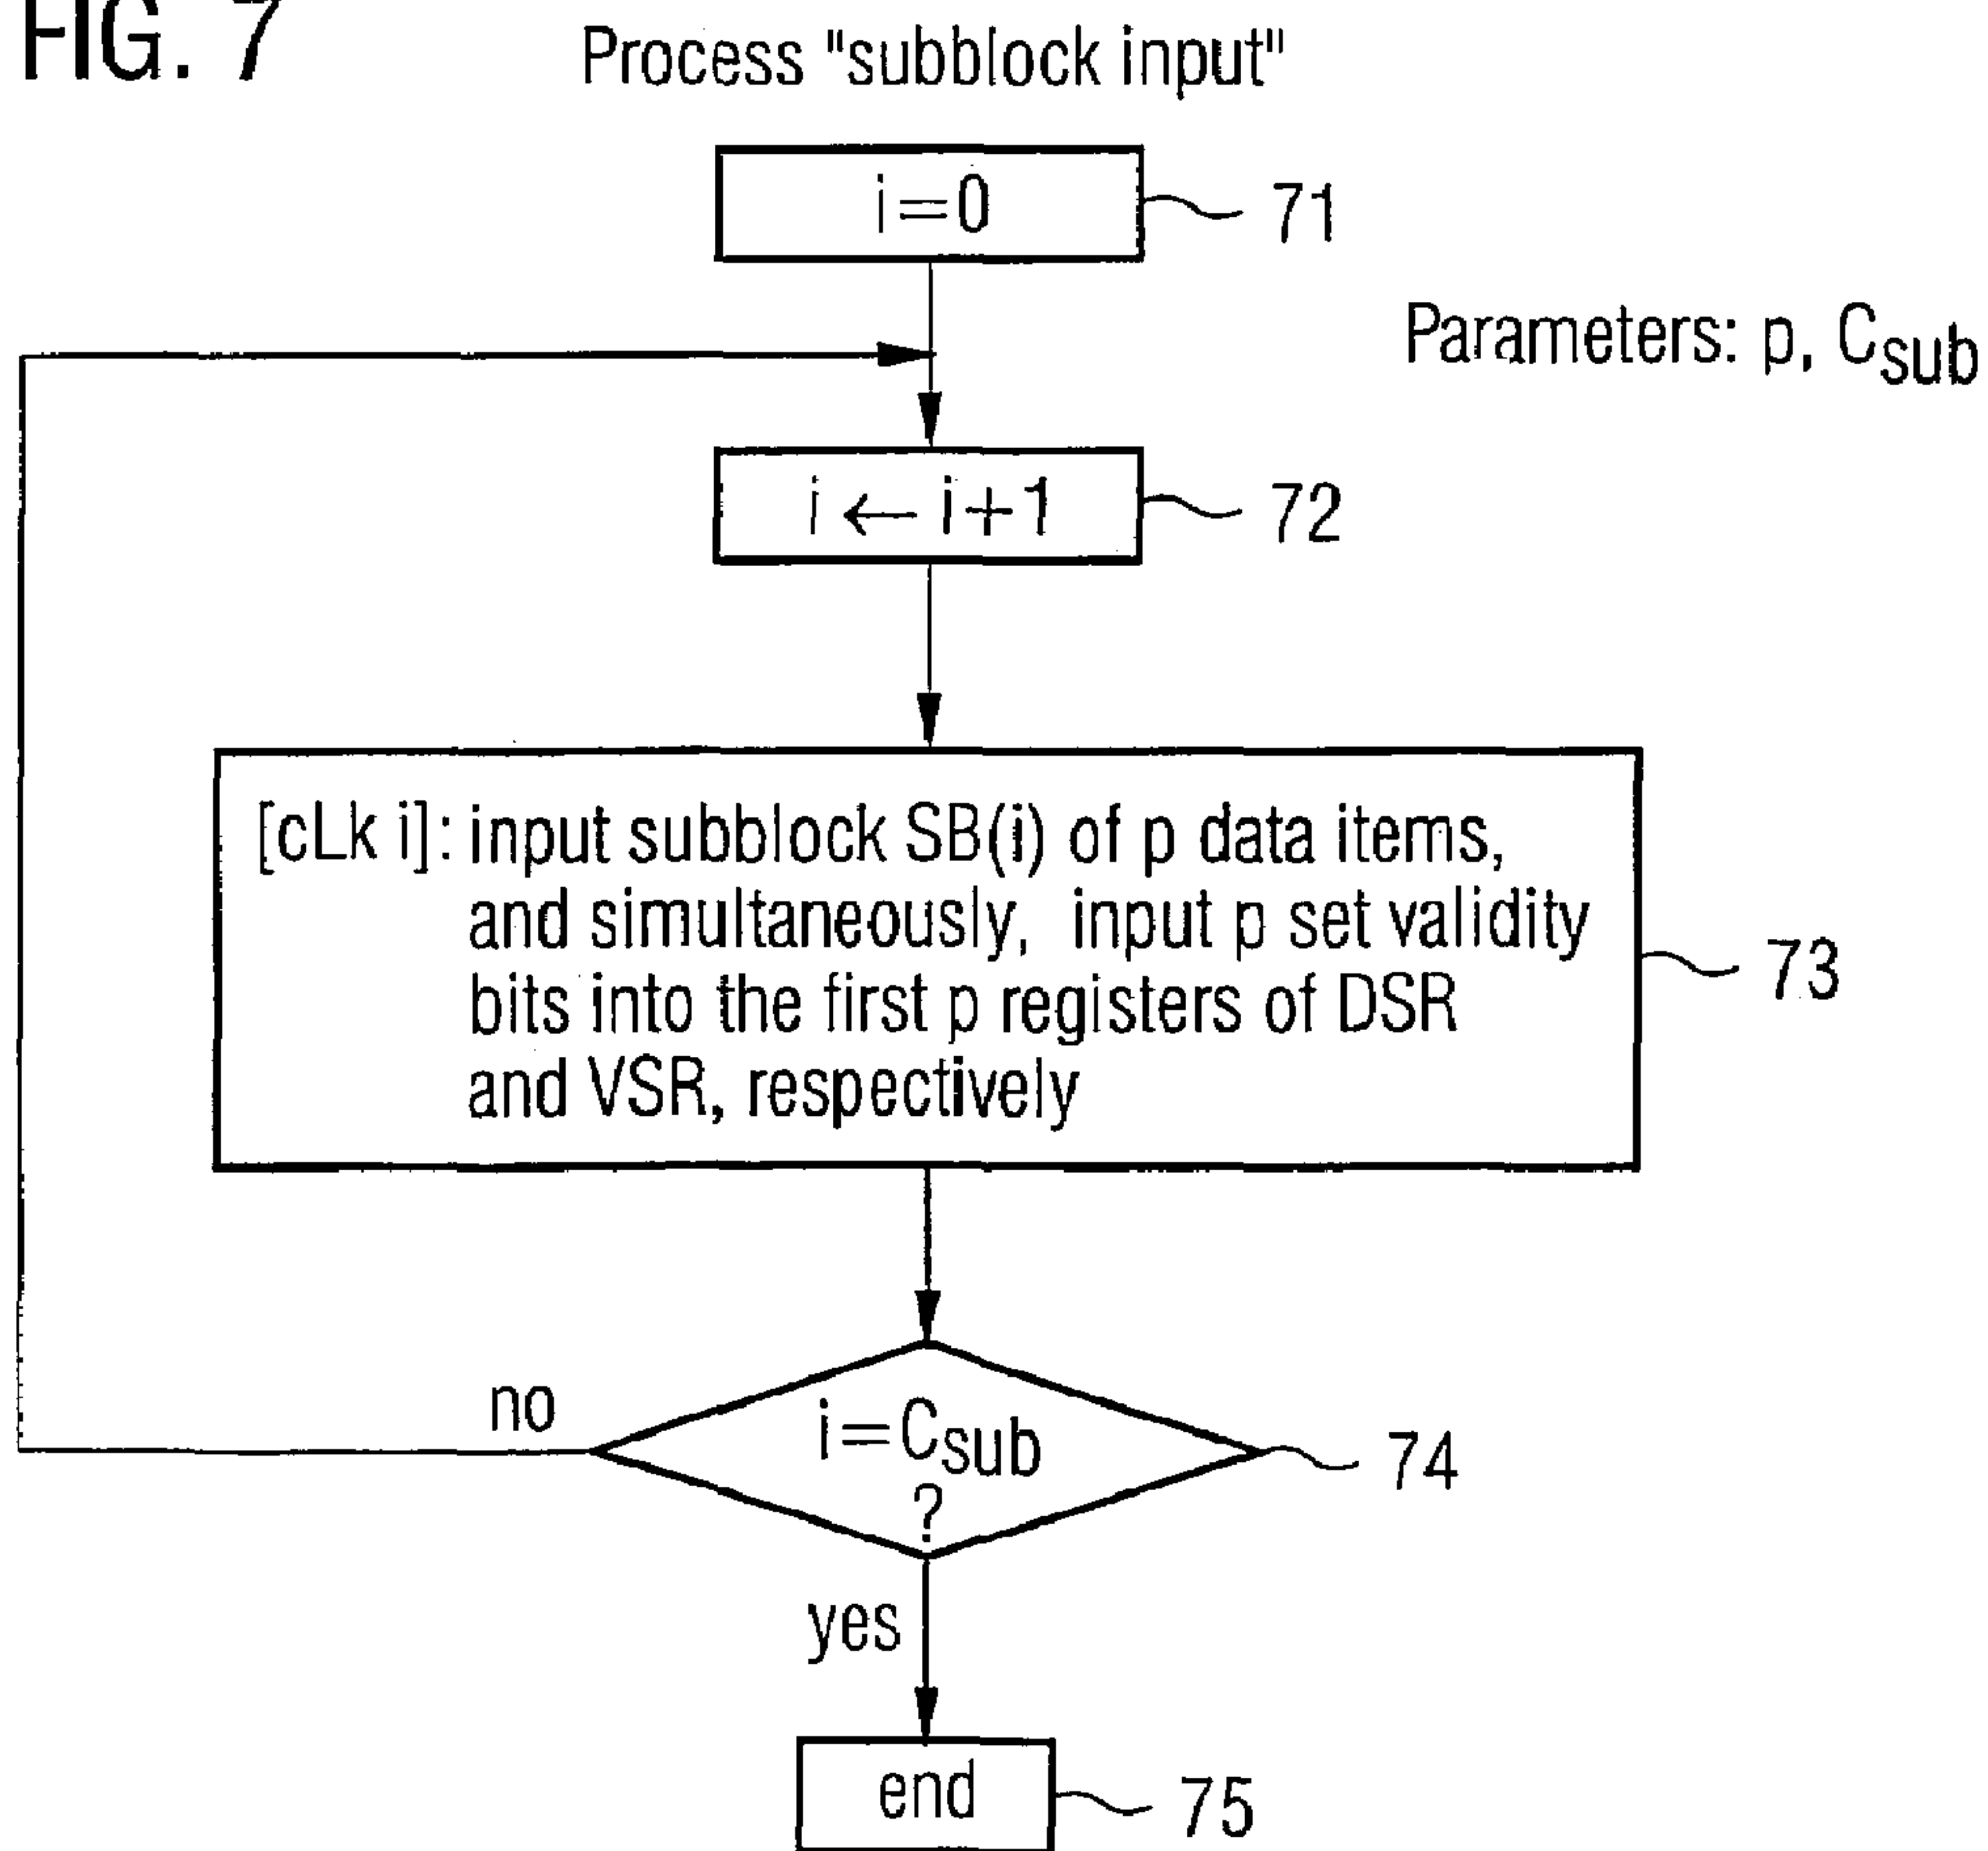 FIG. 7
Process "subblock input"
i=0
71
Parameters: p, Csub
i ← i+1
72
[cLk i]: input subblock SB(i) of p data items,
and simultaneously, input p set validity
bits into the first p registers of DSR
and VSR, respectively
73
no
i=Csub
?
74
yes
end
75